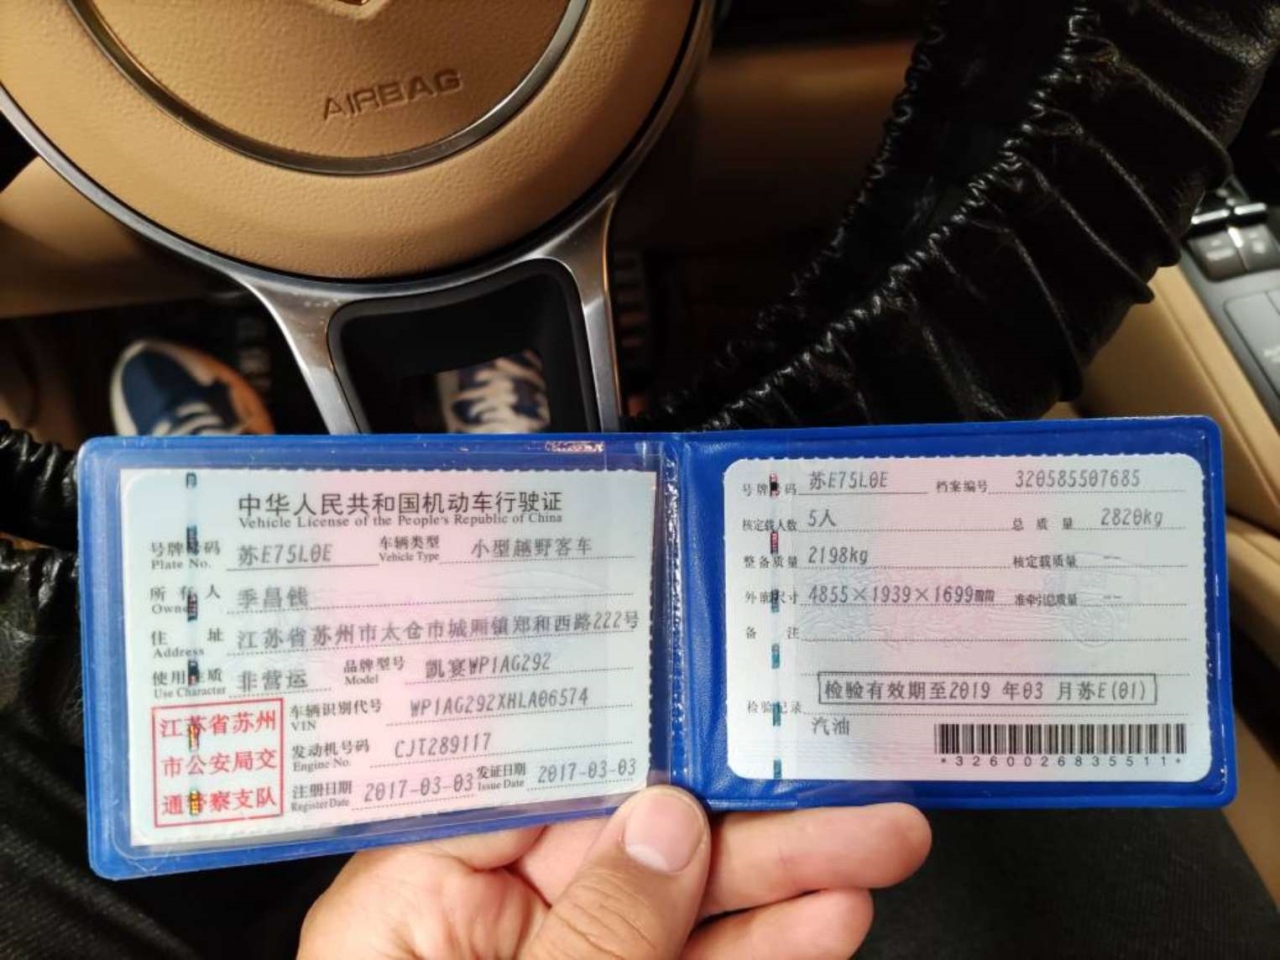 AIRBAG
中华人民共和国机动车行驶证
Vehicle License of the People's Republic of China
号牌号码 苏E75L0E 车辆类型 小型越野客车
Plate No. Vehicle Type
所有人 季昌钱
Owner
住址 江苏省苏州市太仓市城厢镇郑和西路222号
Address
使用性质 非营运 品牌型号 凯宴WP1AG292
Use Character Model
江苏省苏州
市公安局交
通警察支队
车辆识别代号 WP1AG292XHLA06574
VIN
发动机号码 CJT289117
Engine No.
注册日期 2017-03-03 发证日期 2017-03-03
Register Date Issue Date
号牌号码 苏E75L0E 档案编号 320585507685
核定载人数 5人 总质量 2820kg
整备质量 2198kg 核定载质量 --
外廓尺寸 4855×1939×1699mm 准牵引总质量 --
备注
检验有效期至2019 年03 月苏E(01)
检验记录
汽油
*3260026835511*